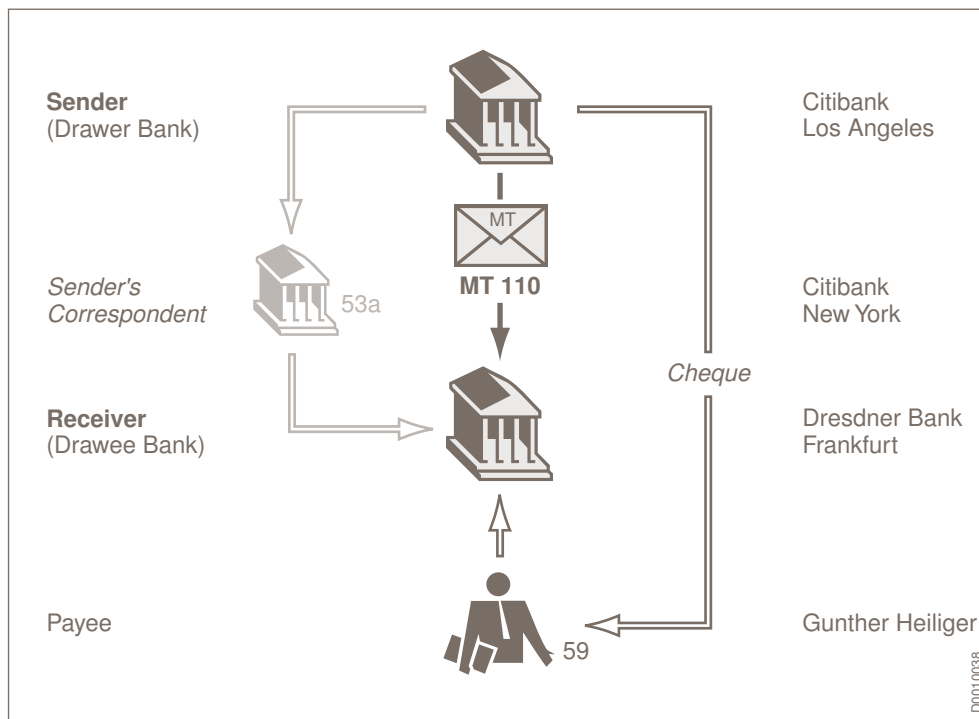 Sender
(Drawer Bank)
Citibank
Los Angeles
MT
MT 110
Sender's
Correspondent
53a
Citibank
New York
Cheque
Receiver
(Drawee Bank)
Dresdner Bank
Frankfurt
Payee
59
Gunther Heiliger
D0010038